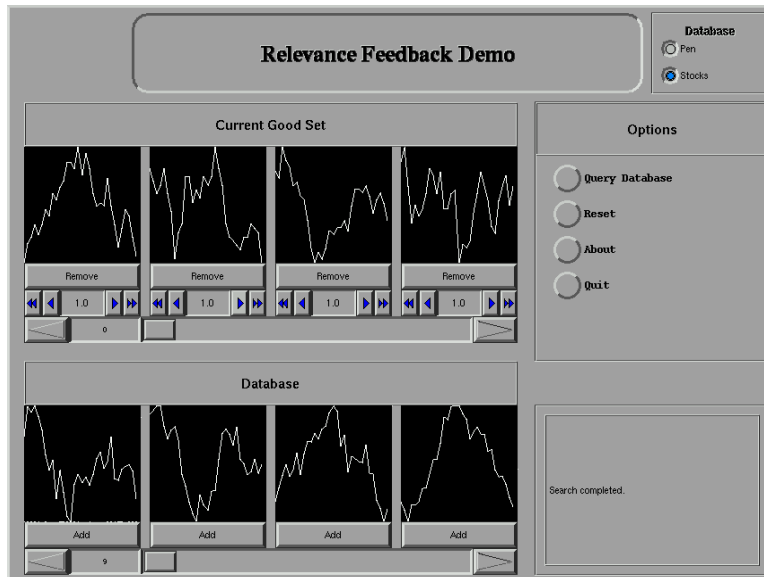 Relevance Feedback Demo
Database
Pen
Stocks
Current Good Set
Remove Remove Remove Remove
1.0 1.0 1.0 1.0
0
Options
Query Database
Reset
About
Quit
Database
Add Add Add Add
9
Search completed.